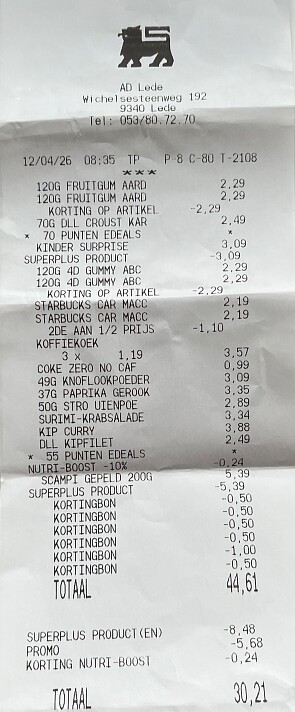 AD Lede
Wichelsesteenweg 192
9340 Lede
Tel: 053/80.72.70
12/04/26 08:35 TP P 8 C-80 T-2108
***
120G FRUITGUM AARD 2,29
120G FRUITGUM AARD 2,29
KORTING OP ARTIKEL -2,29
70G DLL CROUST KAR 2,49
* 70 PUNTEN EDEALS *
KINDER SURPRISE 3,09
SUPERPLUS PRODUCT -3,09
120G 4D GUMMY ABC 2,29
120G 4D GUMMY ABC 2,29
KORTING OP ARTIKEL -2,29
STARBUCKS CAR MACC 2,19
STARBUCKS CAR MACC 2,19
2DE AAN 1/2 PRIJS -1,10
KOFFIEKOEK
3 x 1,19 3,57
COKE ZERO NO CAF 0,99
49G KNOFLOOKPOEDER 3,09
37G PAPRIKA GEROOK 3,35
50G STRO UIENPOE 2,89
SURIMI-KRABSALADE 3,34
KIP CURRY 3,88
DLL KIPFILET 2,49
* 55 PUNTEN EDEALS *
NUTRI-BOOST -10% -0,24
SCAMPI GEPELD 200G 5,39
SUPERPLUS PRODUCT -5,39
KORTINGBON -0,50
KORTINGBON -0,50
KORTINGBON -0,50
KORTINGBON -0,50
KORTINGBON -1,00
KORTINGBON -0,50
TOTAAL 44,61
SUPERPLUS PRODUCT(EN) -8,48
PROMO -5,68
KORTING NUTRI-BOOST -0,24
TOTAAL 30,21